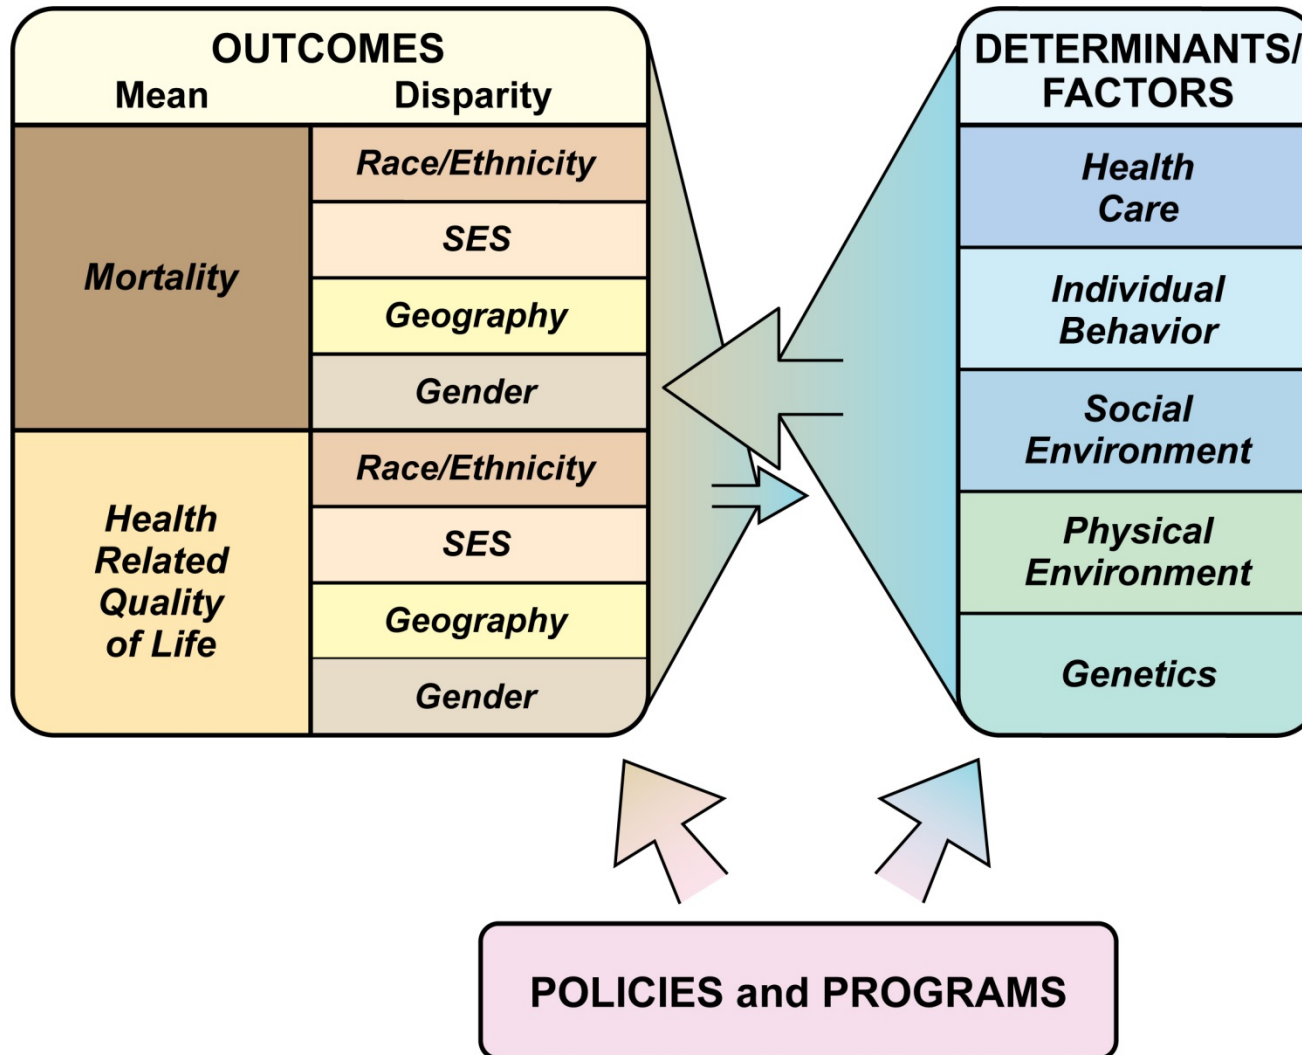 OUTCOMES
Mean Disparity
Mortality
Race/Ethnicity
SES
Geography
Gender
Health
Related
Quality
of Life
Race/Ethnicity
SES
Geography
Gender
DETERMINANTS/
FACTORS
Health
Care
Individual
Behavior
Social
Environment
Physical
Environment
Genetics
POLICIES and PROGRAMS